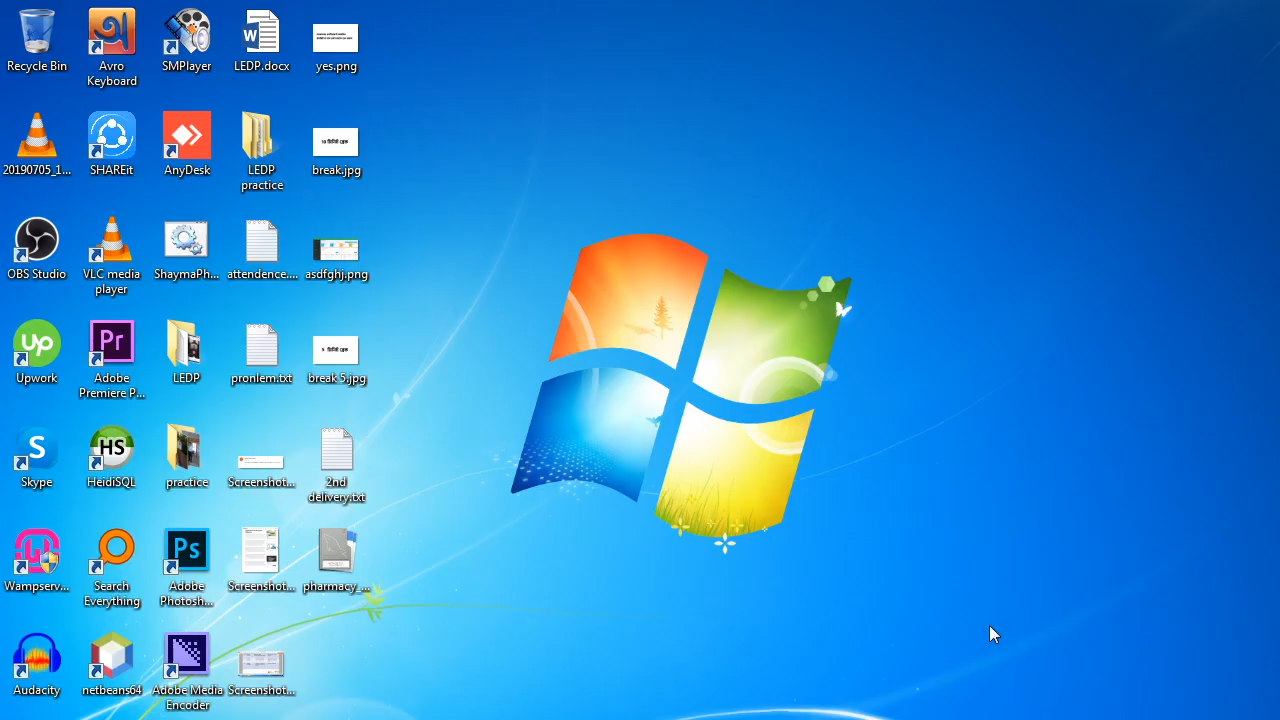 Recycle Bin
Avro
Keyboard
SMPlayer
LEDP.docx
yes.png
20190705_1...
SHAREit
AnyDesk
LEDP
practice
break.jpg
OBS Studio
VLC media
player
ShaymaPh...
attendence....
asdfghj.png
Upwork
Adobe
Premiere P...
LEDP
pronlem.txt
break 5.jpg
Skype
HeidiSQL
practice
Screenshot...
2nd
delivery.txt
Wampserv...
Search
Everything
Adobe
Photosh...
Screenshot...
pharmacy_...
Audacity
netbeans64
Adobe Media
Encoder
Screenshot...